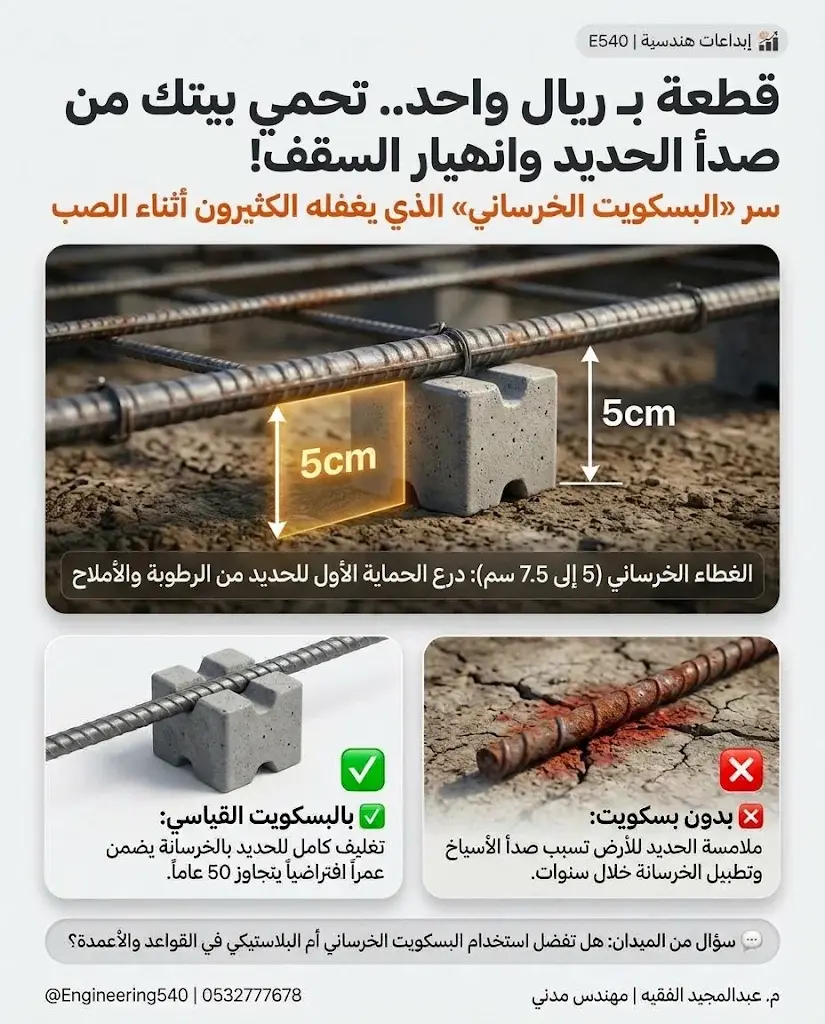 إبداعات هندسية | E540
قطعة بـ ريال واحد.. تحمي بيتك من
صدأ الحديد وانهيار السقف!
سر «البسكويت الخرساني» الذي يغفله الكثيرون أثناء الصب
5cm
5cm
الغطاء الخرساني (5 إلى 7.5 سم): درع الحماية الأول للحديد من الرطوبة والأملاح
❌ بدون بسكويت:
ملامسة الحديد للأرض تسبب صدأ الأسياخ
وتطبيل الخرسانة خلال سنوات.
✅ بالبسكويت القياسي:
تغليف كامل للحديد بالخرسانة يضمن
عمراً افتراضياً يتجاوز 50 عاماً.
💬 سؤال من الميدان: هل تفضل استخدام البسكويت الخرساني أم البلاستيكي في القواعد والأعمدة؟
م. عبدالمجيد الفقيه | مهندس مدني
@Engineering540 | 0532777678